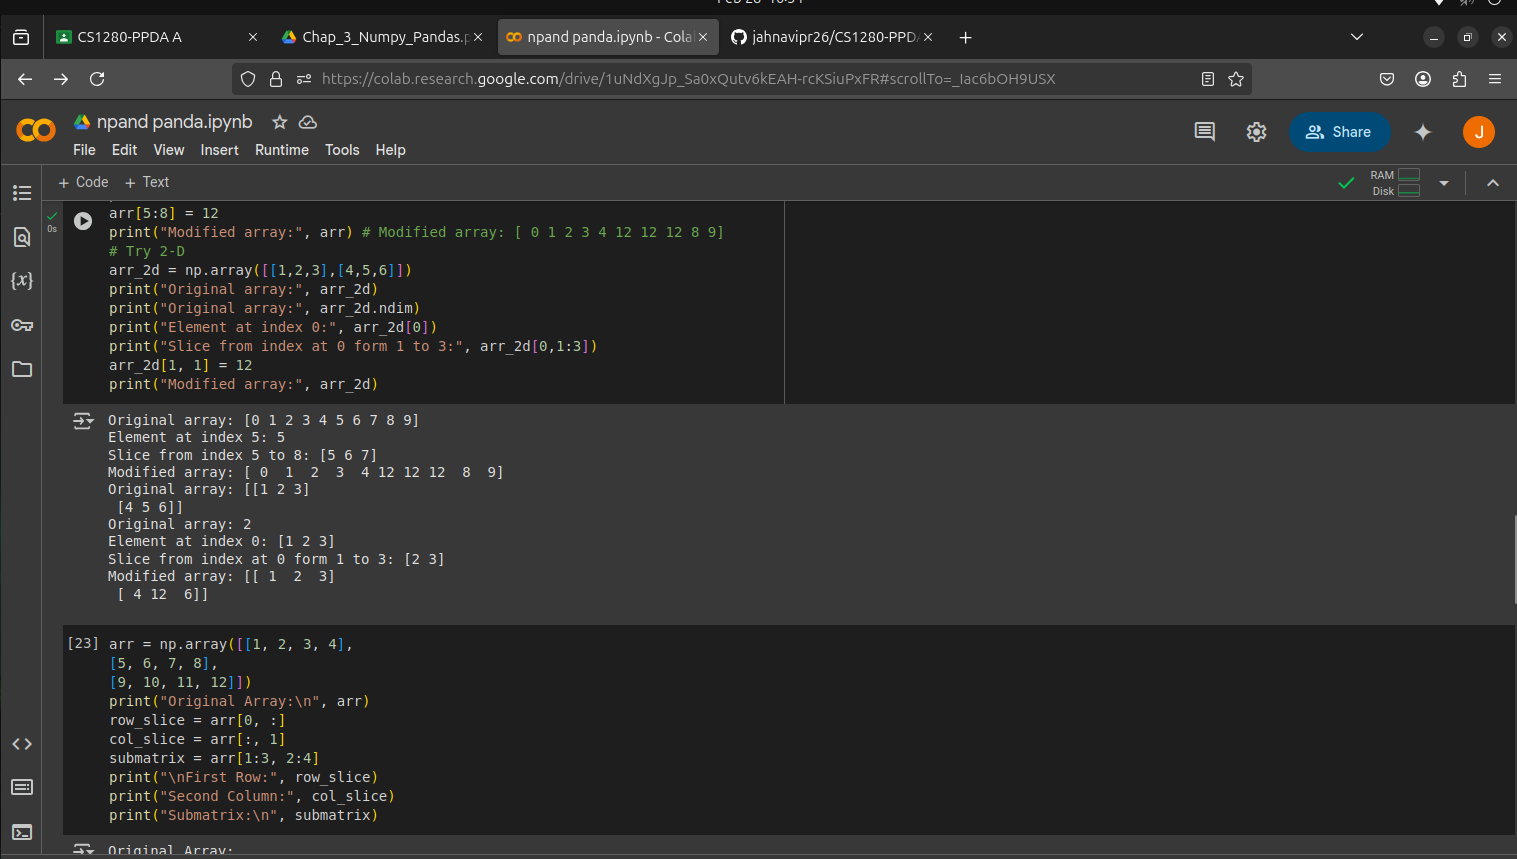 CS1280-PPDA A
Chap_3_Numpy_Pandas.p
npand panda.ipynb - Cola
jahnavipr26/CS1280-PPD
https://colab.research.google.com/drive/1uNdXgJp_Sa0xQutv6kEAH-rcKSiuPxFR#scrollTo=_Iac6bOH9USX
npand panda.ipynb
Share
J
File Edit View Insert Runtime Tools Help
+ Code + Text
RAM
Disk
0s
arr[5:8] = 12
print("Modified array:", arr) # Modified array: [ 0 1 2 3 4 12 12 12 8 9]
# Try 2-D
arr_2d = np.array([[1,2,3],[4,5,6]])
print("Original array:", arr_2d)
print("Original array:", arr_2d.ndim)
print("Element at index 0:", arr_2d[0])
print("Slice from index at 0 form 1 to 3:", arr_2d[0,1:3])
arr_2d[1, 1] = 12
print("Modified array:", arr_2d)
Original array: [0 1 2 3 4 5 6 7 8 9]
Element at index 5: 5
Slice from index 5 to 8: [5 6 7]
Modified array: [ 0  1  2  3  4 12 12 12  8  9]
Original array: [[1 2 3]
 [4 5 6]]
Original array: 2
Element at index 0: [1 2 3]
Slice from index at 0 form 1 to 3: [2 3]
Modified array: [[ 1  2  3]
 [ 4 12  6]]
[23] arr = np.array([[1, 2, 3, 4],
[5, 6, 7, 8],
[9, 10, 11, 12]])
print("Original Array:\n", arr)
row_slice = arr[0, :]
col_slice = arr[:, 1]
submatrix = arr[1:3, 2:4]
print("\nFirst Row:", row_slice)
print("Second Column:", col_slice)
print("Submatrix:\n", submatrix)
Original Array: